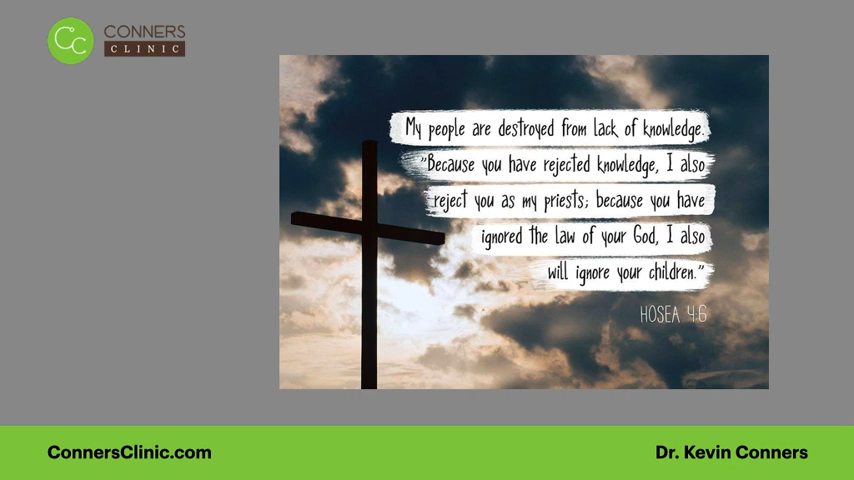 CONNERS
CLINIC
My people are destroyed from lack of knowledge.
"Because you have rejected knowledge, I also
reject you as my priests; because you have
ignored the law of your God, I also
will ignore your children."
HOSEA 4:6
ConnersClinic.com
Dr. Kevin Conners